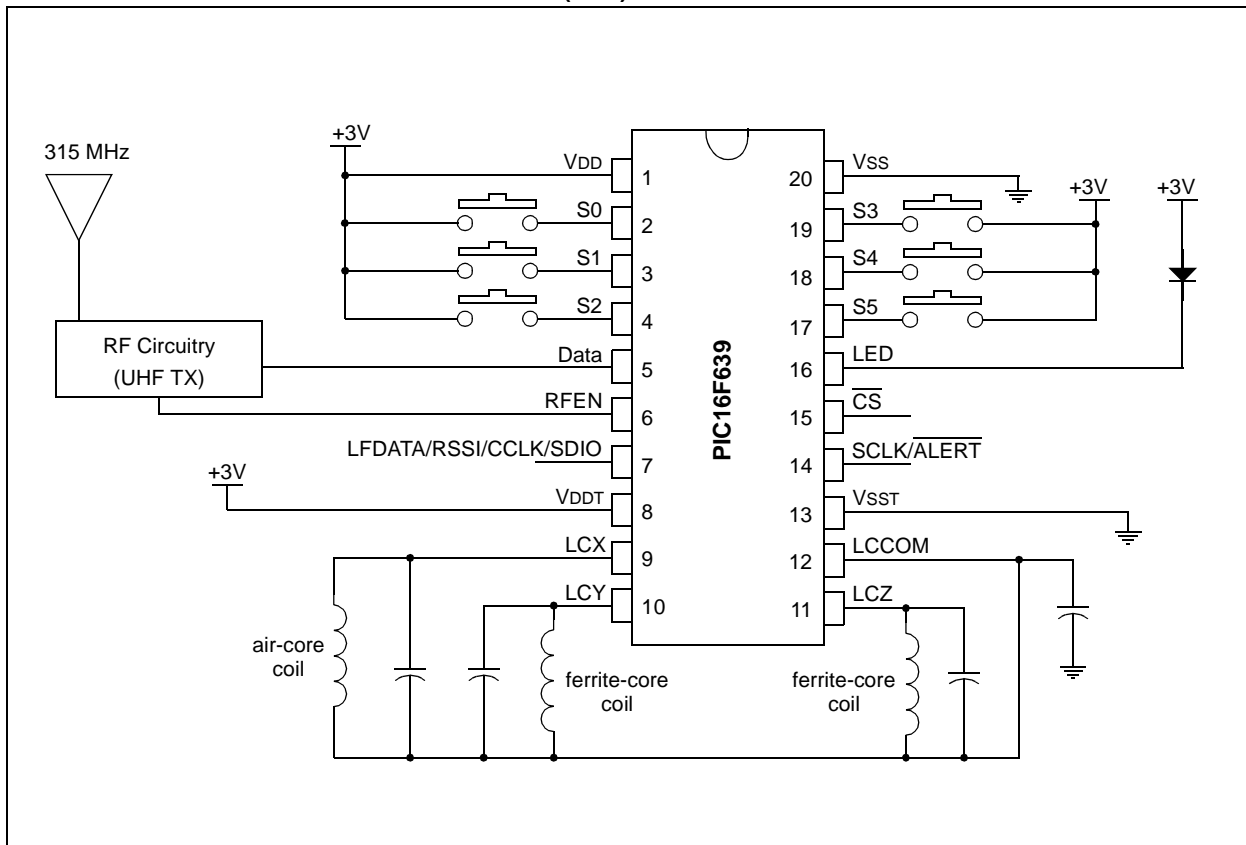 315 MHz
+3V
VDD
1
S0
2
S1
3
S2
4
RF Circuitry
(UHF TX)
Data
5
RFEN
6
LFDATA/RSSI/CCLK/SDIO
7
+3V
VDDT
8
LCX
9
LCY
10
air-core
coil
ferrite-core
coil
PIC16F639
VSS
20
+3V
+3V
S3
19
S4
18
S5
17
LED
16
CS
15
SCLK/ALERT
14
VSST
13
LCCOM
12
LCZ
11
ferrite-core
coil